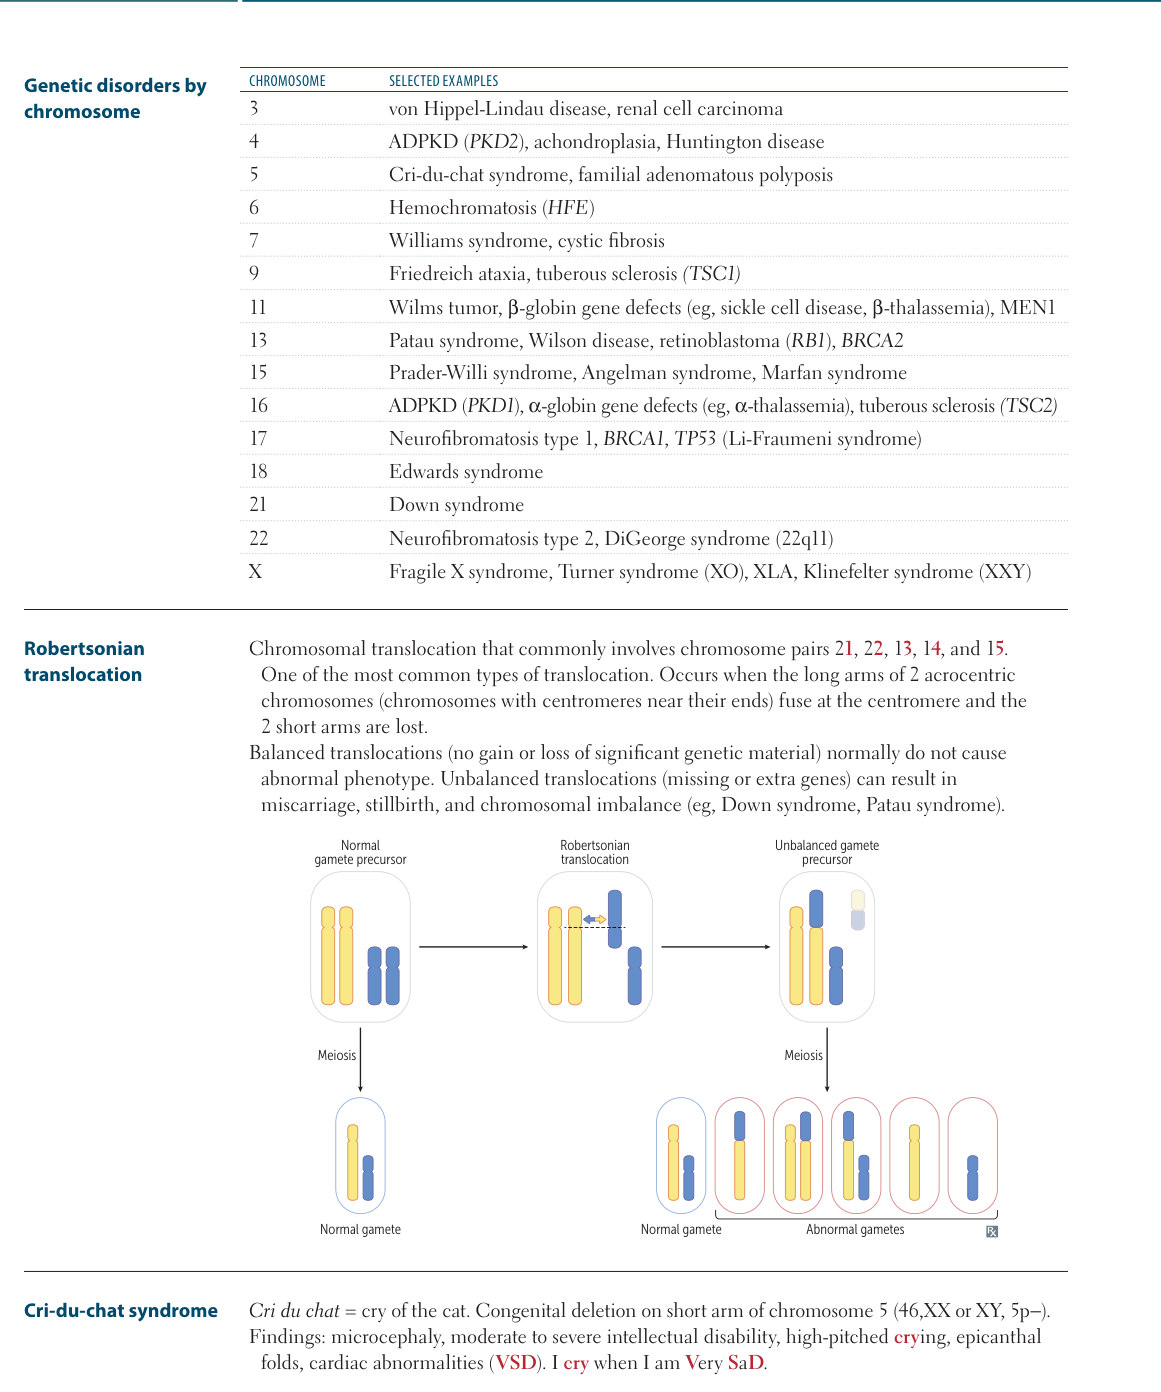 Genetic disorders by
chromosome
CHROMOSOME SELECTED EXAMPLES
3 von Hippel-Lindau disease, renal cell carcinoma
4 ADPKD (PKD2), achondroplasia, Huntington disease
5 Cri-du-chat syndrome, familial adenomatous polyposis
6 Hemochromatosis (HFE)
7 Williams syndrome, cystic fibrosis
9 Friedreich ataxia, tuberous sclerosis (TSC1)
11 Wilms tumor, β-globin gene defects (eg, sickle cell disease, β-thalassemia), MEN1
13 Patau syndrome, Wilson disease, retinoblastoma (RB1), BRCA2
15 Prader-Willi syndrome, Angelman syndrome, Marfan syndrome
16 ADPKD (PKD1), α-globin gene defects (eg, α-thalassemia), tuberous sclerosis (TSC2)
17 Neurofibromatosis type 1, BRCA1, TP53 (Li-Fraumeni syndrome)
18 Edwards syndrome
21 Down syndrome
22 Neurofibromatosis type 2, DiGeorge syndrome (22q11)
X Fragile X syndrome, Turner syndrome (XO), XLA, Klinefelter syndrome (XXY)
Robertsonian
translocation
Chromosomal translocation that commonly involves chromosome pairs 21, 22, 13, 14, and 15.
One of the most common types of translocation. Occurs when the long arms of 2 acrocentric
chromosomes (chromosomes with centromeres near their ends) fuse at the centromere and the
2 short arms are lost.
Balanced translocations (no gain or loss of significant genetic material) normally do not cause
abnormal phenotype. Unbalanced translocations (missing or extra genes) can result in
miscarriage, stillbirth, and chromosomal imbalance (eg, Down syndrome, Patau syndrome).
Normal
gamete precursor
Robertsonian
translocation
Unbalanced gamete
precursor
Meiosis
Meiosis
Normal gamete
Normal gamete
Abnormal gametes
Rx
Cri-du-chat syndrome
Cri du chat = cry of the cat. Congenital deletion on short arm of chromosome 5 (46,XX or XY, 5p−).
Findings: microcephaly, moderate to severe intellectual disability, high-pitched crying, epicanthal
folds, cardiac abnormalities (VSD). I cry when I am Very SaD.